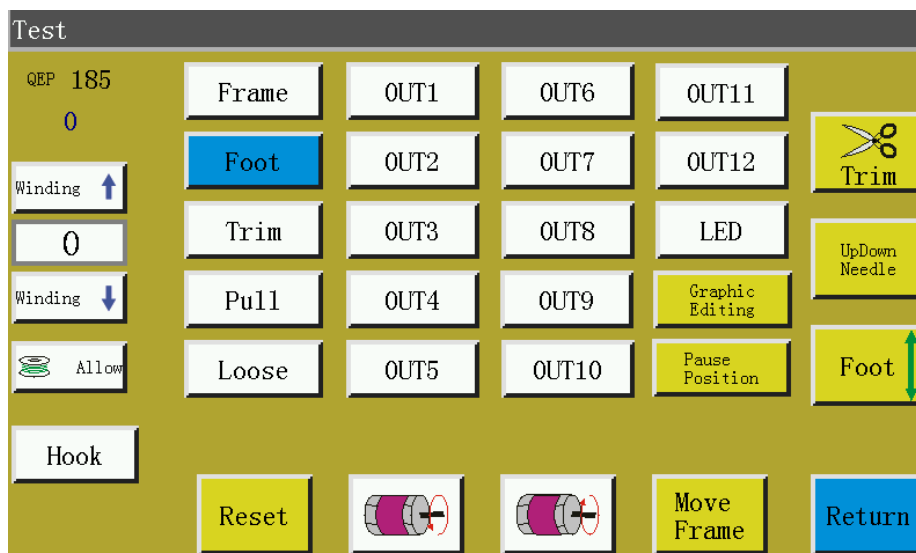 Test
QEP 185
0
Frame
OUT1
OUT6
OUT11
Foot
OUT2
OUT7
OUT12
Trim
Winding
Trim
OUT3
OUT8
LED
0
UpDown
Needle
Winding
Pull
OUT4
OUT9
Graphic
Editing
Allow
Loose
OUT5
OUT10
Pause
Position
Foot
Hook
Reset
Move
Frame
Return